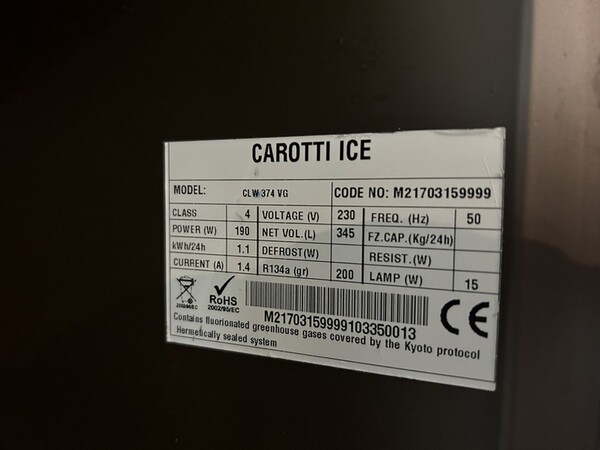 CAROTTI ICE
MODEL: CLW 374 VG CODE NO: M21703159999
CLASS 4 VOLTAGE (V) 230 FREQ. (Hz) 50
POWER (W) 190 NET VOL.(L) 345 FZ.CAP.(Kg/24h)
kWh/24h 1.1 DEFROST(W) RESIST.(W)
CURRENT (A) 1.4 R134a (gr) 200 LAMP (W) 15
RoHS
2002/95/EC
CE
M21703159999103350013
Contains fluorionated greenhouse gases covered by the Kyoto protocol
Hermetically sealed system